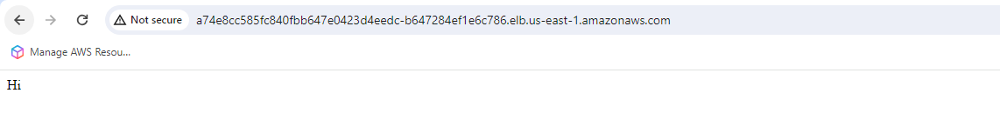 Not secure a74e8cc585fc840fbb647e0423d4eedc-b647284ef1e6c786.elb.us-east-1.amazonaws.com
Manage AWS Resou...
Hi